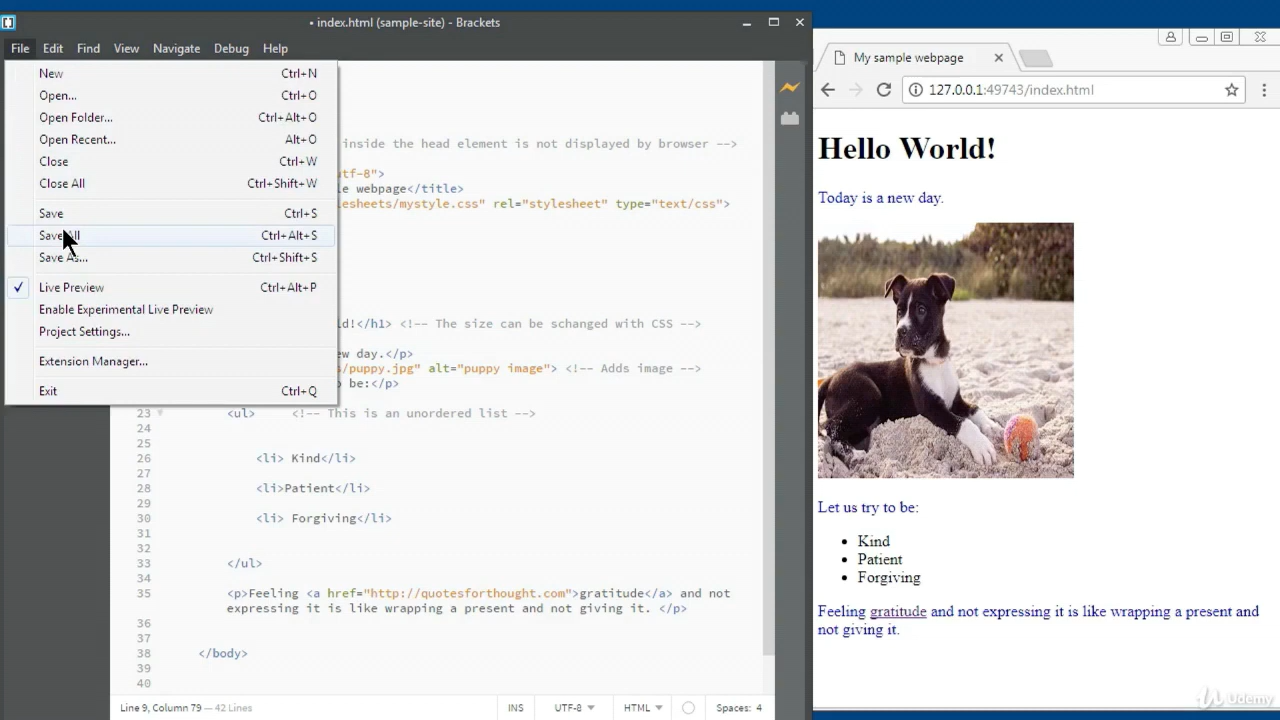 • index.html (sample-site) - Brackets
File Edit Find View Navigate Debug Help
New Ctrl+N
Open... Ctrl+O
Open Folder... Ctrl+Alt+O
Open Recent... Alt+O
Close Ctrl+W
Close All Ctrl+Shift+W
Save Ctrl+S
Save All Ctrl+Alt+S
Save As... Ctrl+Shift+S
Live Preview Ctrl+Alt+P
Enable Experimental Live Preview
Project Settings...
Extension Manager...
Exit Ctrl+Q
inside the head element is not displayed by browser -->
utf-8">
le webpage</title>
lesheets/mystyle.css" rel="stylesheet" type="text/css">
ld!</h1> <!-- The size can be schanged with CSS -->
ew day.</p>
s/puppy.jpg" alt="puppy image"> <!-- Adds image -->
o be:</p>
23 <ul> <!-- This is an unordered list -->
24
25
26 <li> Kind</li>
27
28 <li>Patient</li>
29
30 <li> Forgiving</li>
31
32
33 </ul>
34
35 <p>Feeling <a href="http://quotesforthought.com">gratitude</a> and not
expressing it is like wrapping a present and not giving it. </p>
36
37
38 </body>
39
40
Line 9, Column 79 — 42 Lines INS UTF-8 HTML Spaces: 4
My sample webpage
127.0.0.1:49743/index.html
Hello World!
Today is a new day.
Let us try to be:
• Kind
• Patient
• Forgiving
Feeling gratitude and not expressing it is like wrapping a present and
not giving it.
Udemy